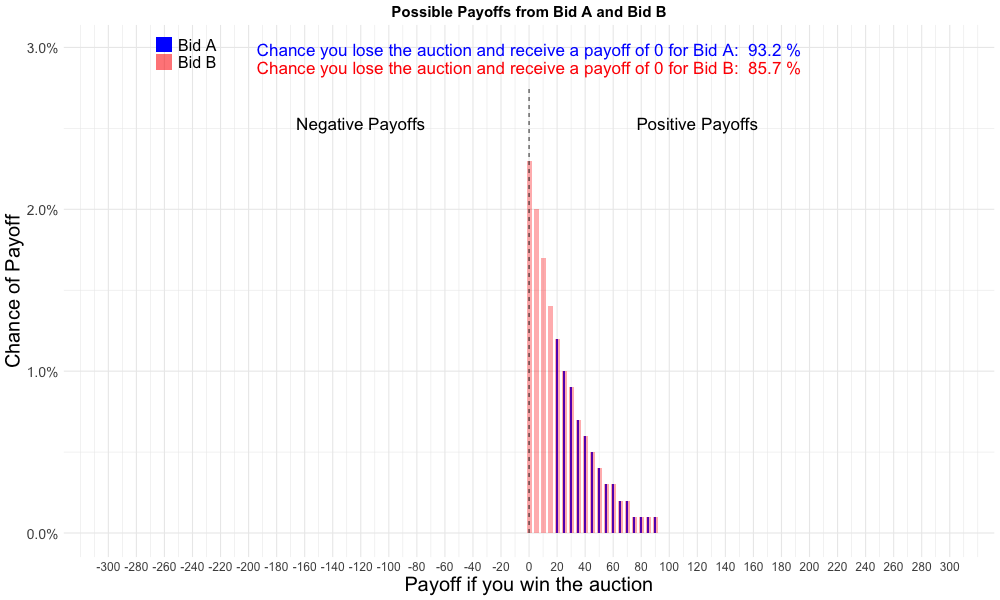 Possible Payoffs from Bid A and Bid B
3.0%
Bid A
Bid B
Chance you lose the auction and receive a payoff of 0 for Bid A: 93.2 %
Chance you lose the auction and receive a payoff of 0 for Bid B: 85.7 %
Negative Payoffs
Positive Payoffs
2.0%
Chance of Payoff
1.0%
0.0%
-300 -280 -260 -240 -220 -200 -180 -160 -140 -120 -100 -80 -60 -40 -20 0 20 40 60 80 100 120 140 160 180 200 220 240 260 280 300
Payoff if you win the auction